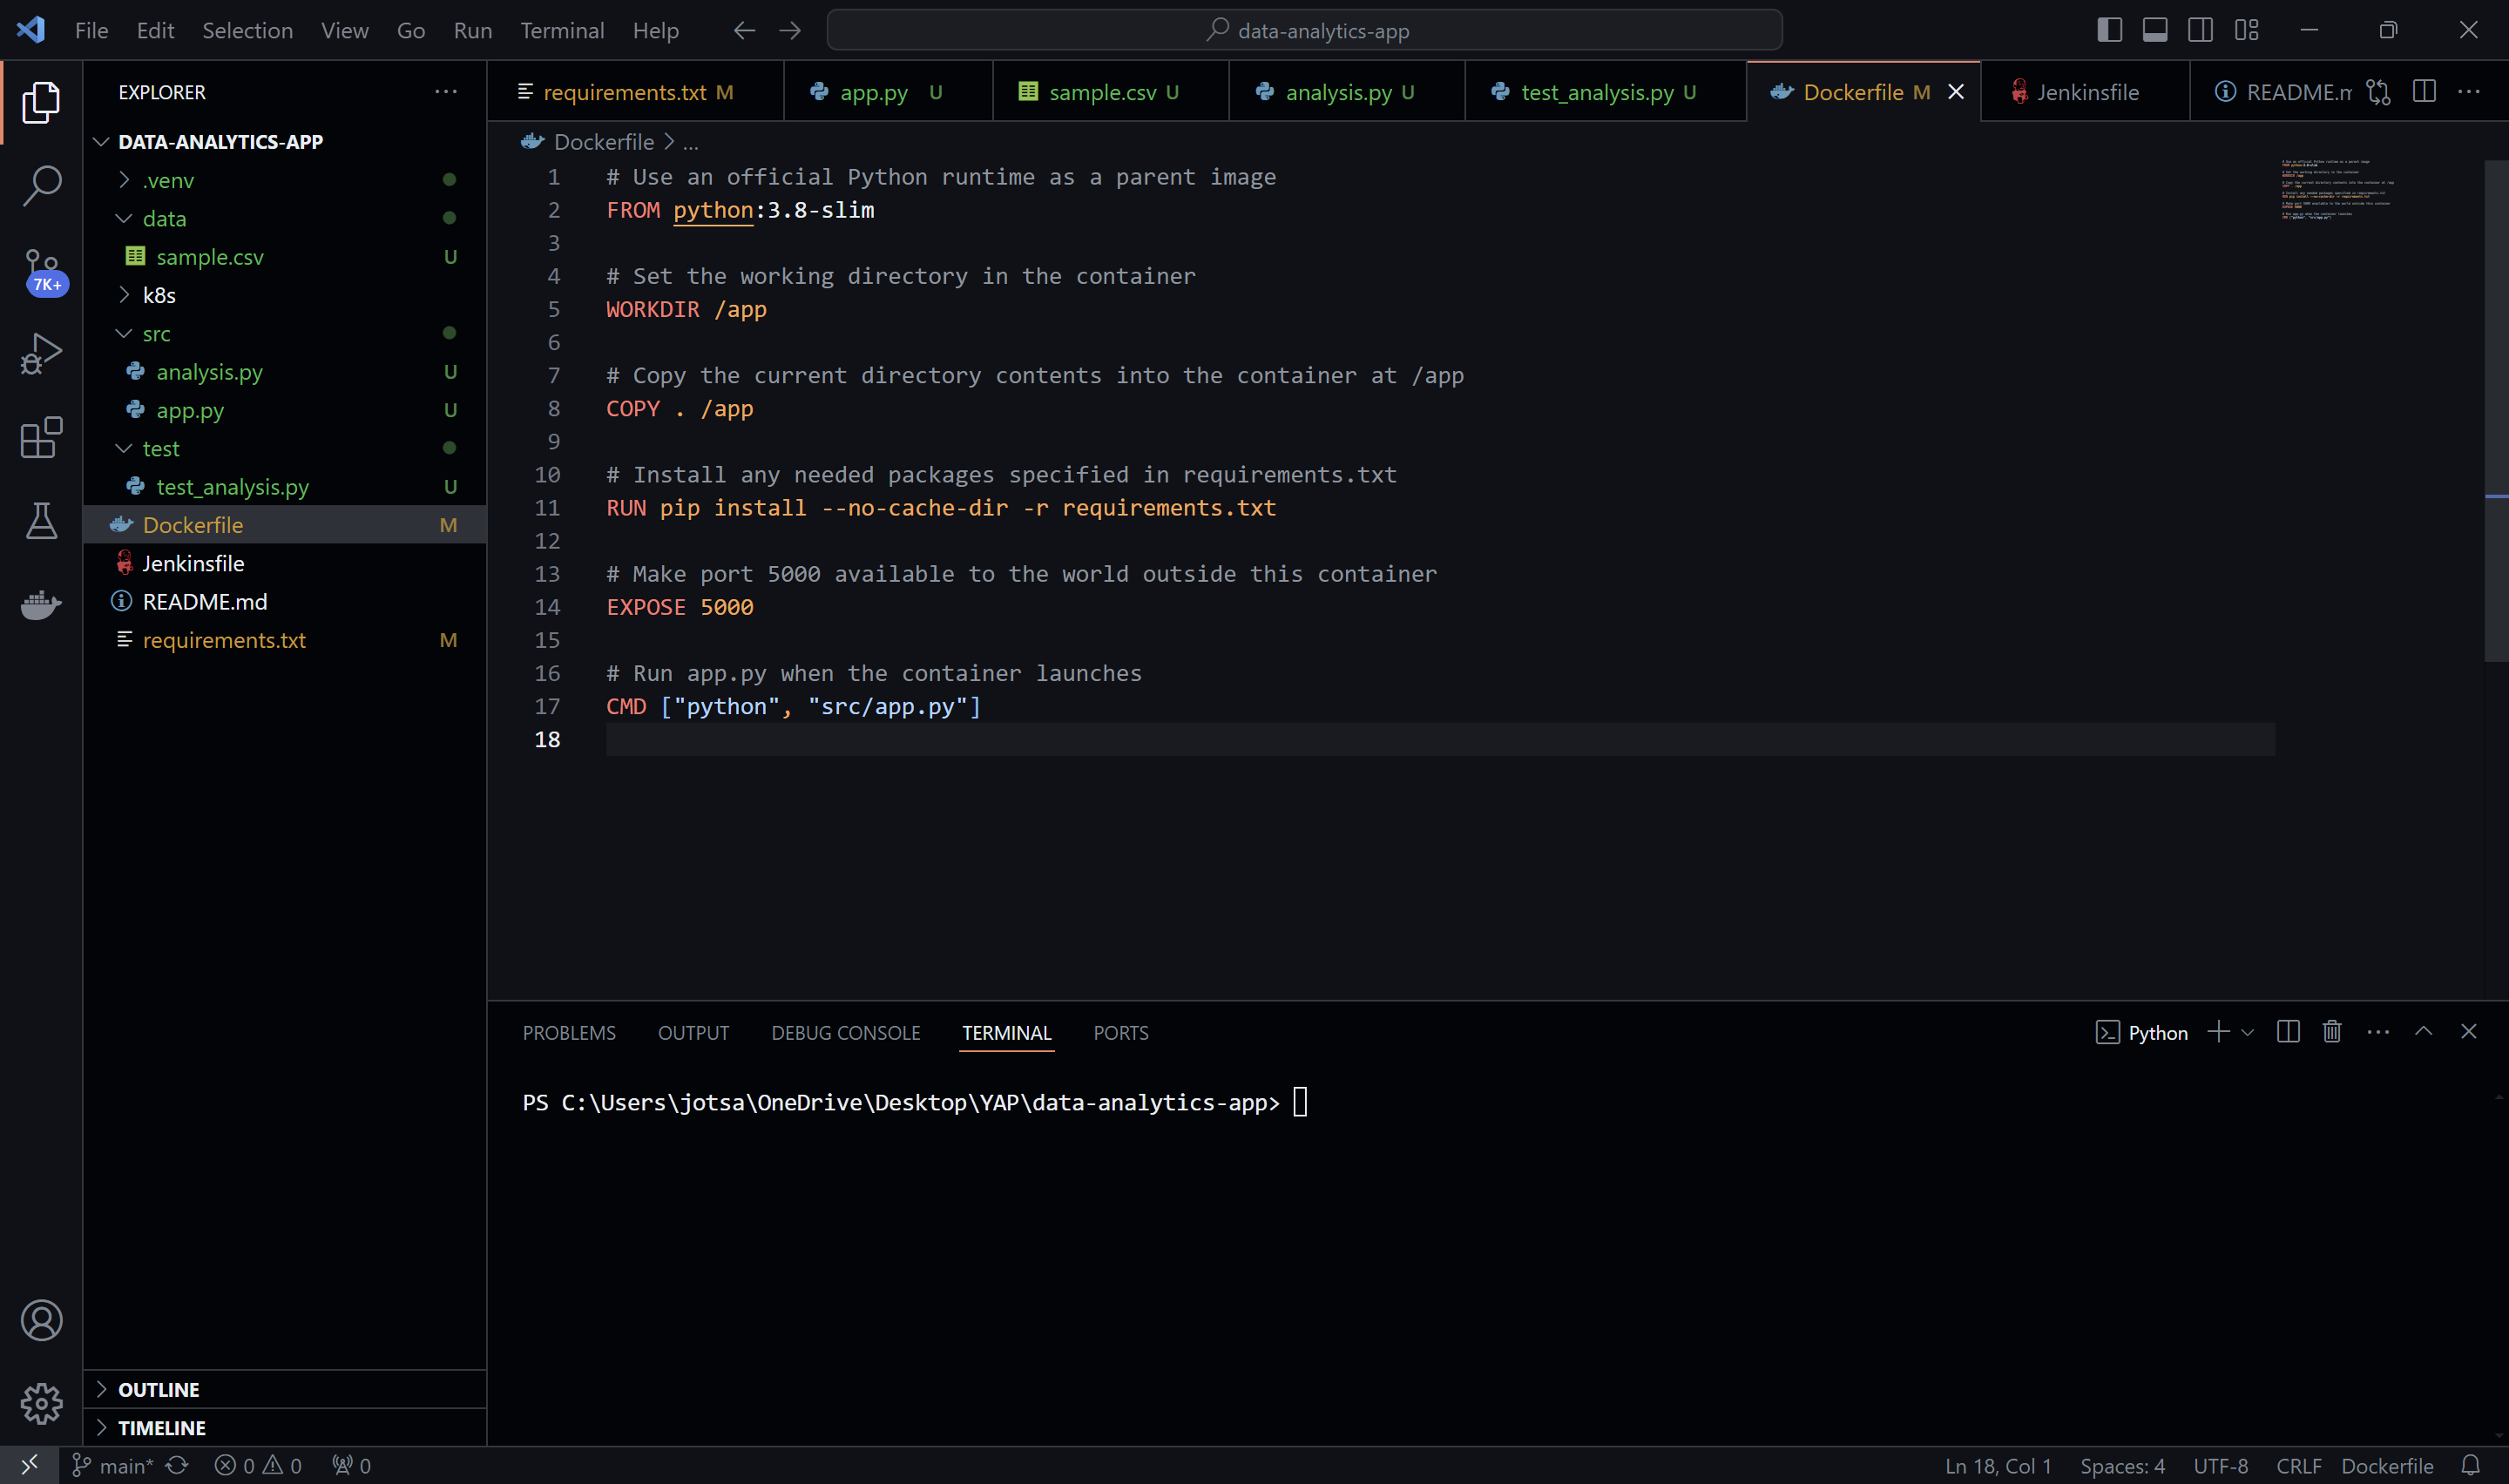 File Edit Selection View Go Run Terminal Help
data-analytics-app
EXPLORER
DATA-ANALYTICS-APP
.venv
data
sample.csv U
k8s
src
analysis.py U
app.py U
test
test_analysis.py U
Dockerfile M
Jenkinsfile
README.md
requirements.txt M
OUTLINE
TIMELINE
7K+
requirements.txt M app.py U sample.csv U analysis.py U test_analysis.py U Dockerfile M Jenkinsfile README.m
Dockerfile > ...
1 # Use an official Python runtime as a parent image
2 FROM python:3.8-slim
3
4 # Set the working directory in the container
5 WORKDIR /app
6
7 # Copy the current directory contents into the container at /app
8 COPY . /app
9
10 # Install any needed packages specified in requirements.txt
11 RUN pip install --no-cache-dir -r requirements.txt
12
13 # Make port 5000 available to the world outside this container
14 EXPOSE 5000
15
16 # Run app.py when the container launches
17 CMD ["python", "src/app.py"]
18
PROBLEMS OUTPUT DEBUG CONSOLE TERMINAL PORTS
Python
PS C:\Users\jotsa\OneDrive\Desktop\YAP\data-analytics-app>
main* 0 0 0
Ln 18, Col 1 Spaces: 4 UTF-8 CRLF Dockerfile